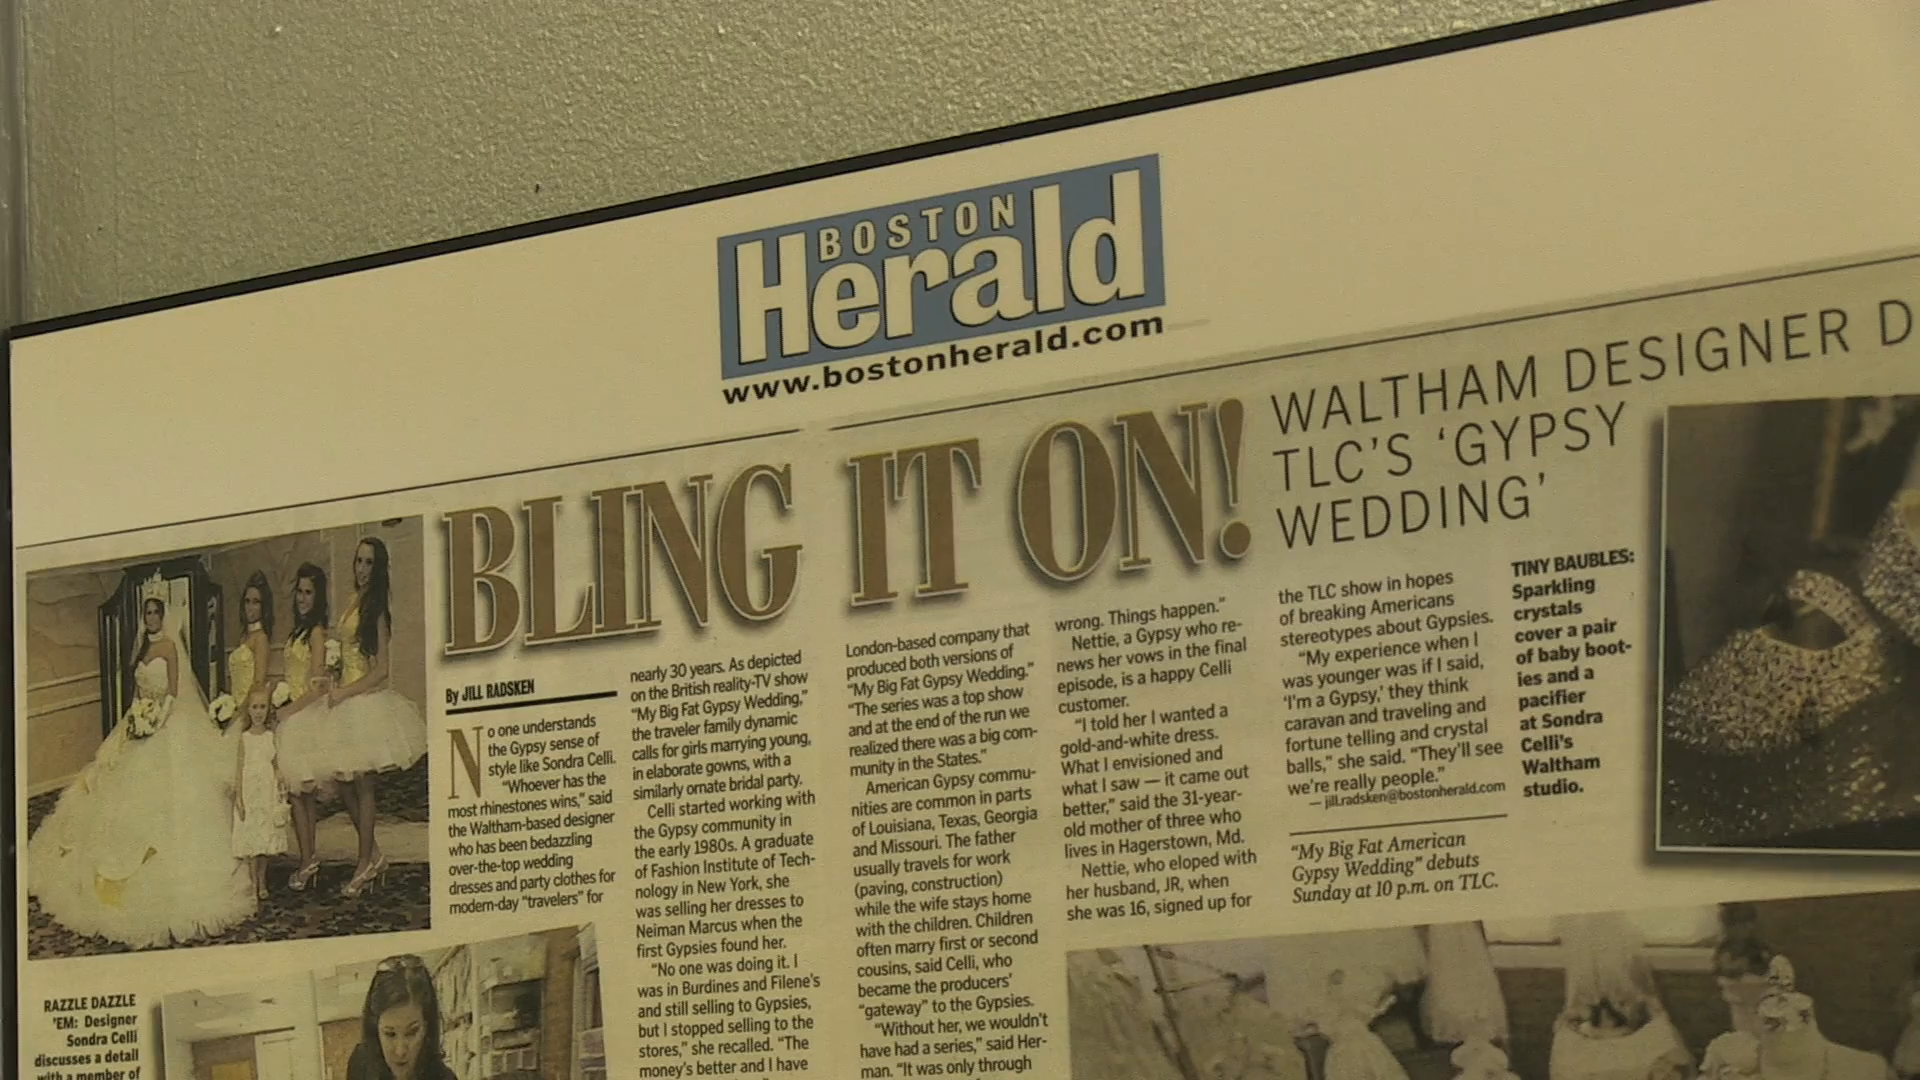 BOSTON
Herald
www.bostonherald.com
BLING IT ON!
WALTHAM DESIGNER D
TLC'S 'GYPSY
WEDDING'
By JILL RADSKEN
No one understands
the Gypsy sense of
style like Sondra Celli.
"Whoever has the
most rhinestones wins," said
the Waltham-based designer
who has been bedazzling
over-the-top wedding
dresses and party clothes for
modern-day "travelers" for
nearly 30 years. As depicted
on the British reality-TV show
"My Big Fat Gypsy Wedding,"
the traveler family dynamic
calls for girls marrying young,
in elaborate gowns, with a
similarly ornate bridal party.
Celli started working with
the Gypsy community in
the early 1980s. A graduate
of Fashion Institute of Tech-
nology in New York, she
was selling her dresses to
Neiman Marcus when the
first Gypsies found her.
"No one was doing it. I
was in Burdines and Filene's
and still selling to Gypsies,
but I stopped selling to the
stores," she recalled. "The
money's better and I have
London-based company that
produced both versions of
"My Big Fat Gypsy Wedding."
"The series was a top show
and at the end of the run we
realized there was a big com-
munity in the States."
American Gypsy commu-
nities are common in parts
of Louisiana, Texas, Georgia
and Missouri. The father
usually travels for work
(paving, construction)
while the wife stays home
with the children. Children
often marry first or second
cousins, said Celli, who
became the producers'
"gateway" to the Gypsies.
"Without her, we wouldn't
have had a series," said Her-
man. "It was only through
wrong. Things happen."
Nettie, a Gypsy who re-
news her vows in the final
episode, is a happy Celli
customer.
"I told her I wanted a
gold-and-white dress.
What I envisioned and
what I saw — it came out
better," said the 31-year-
old mother of three who
lives in Hagerstown, Md.
Nettie, who eloped with
her husband, JR, when
she was 16, signed up for
the TLC show in hopes
of breaking Americans
stereotypes about Gypsies.
"My experience when I
was younger was if I said,
'I'm a Gypsy,' they think
caravan and traveling and
fortune telling and crystal
balls," she said. "They'll see
we're really people."
— jill.radsken@bostonherald.com
"My Big Fat American
Gypsy Wedding" debuts
Sunday at 10 p.m. on TLC.
TINY BAUBLES:
Sparkling
crystals
cover a pair
of baby boot-
ies and a
pacifier
at Sondra
Celli's
Waltham
studio.
RAZZLE DAZZLE
'EM: Designer
Sondra Celli
discusses a detail
with a member of